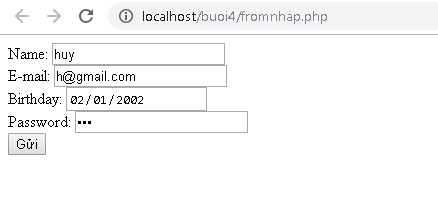 localhost/buoi4/fromnhap.php
Name: huy
E-mail: h@gmail.com
Birthday: 02/01/2002
Password: •••
Gửi